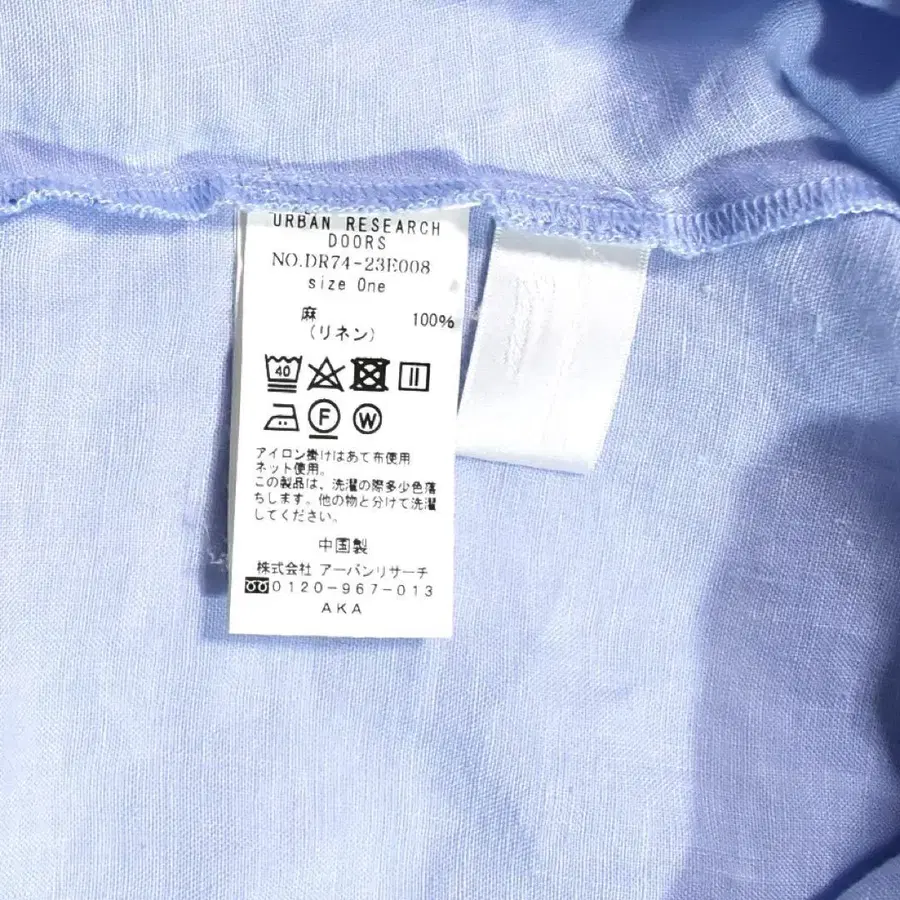 URBAN RESEARCH
DOORS
NO.DR74-23E008
size One
麻 100%
(リネン)
40
F W
アイロン掛けはあて布使用
ネット使用。
この製品は、洗濯の際多少色落
ちします。他の物と分けて洗濯
してください。
中国製
株式会社 アーバンリサーチ
0120-967-013
AKA